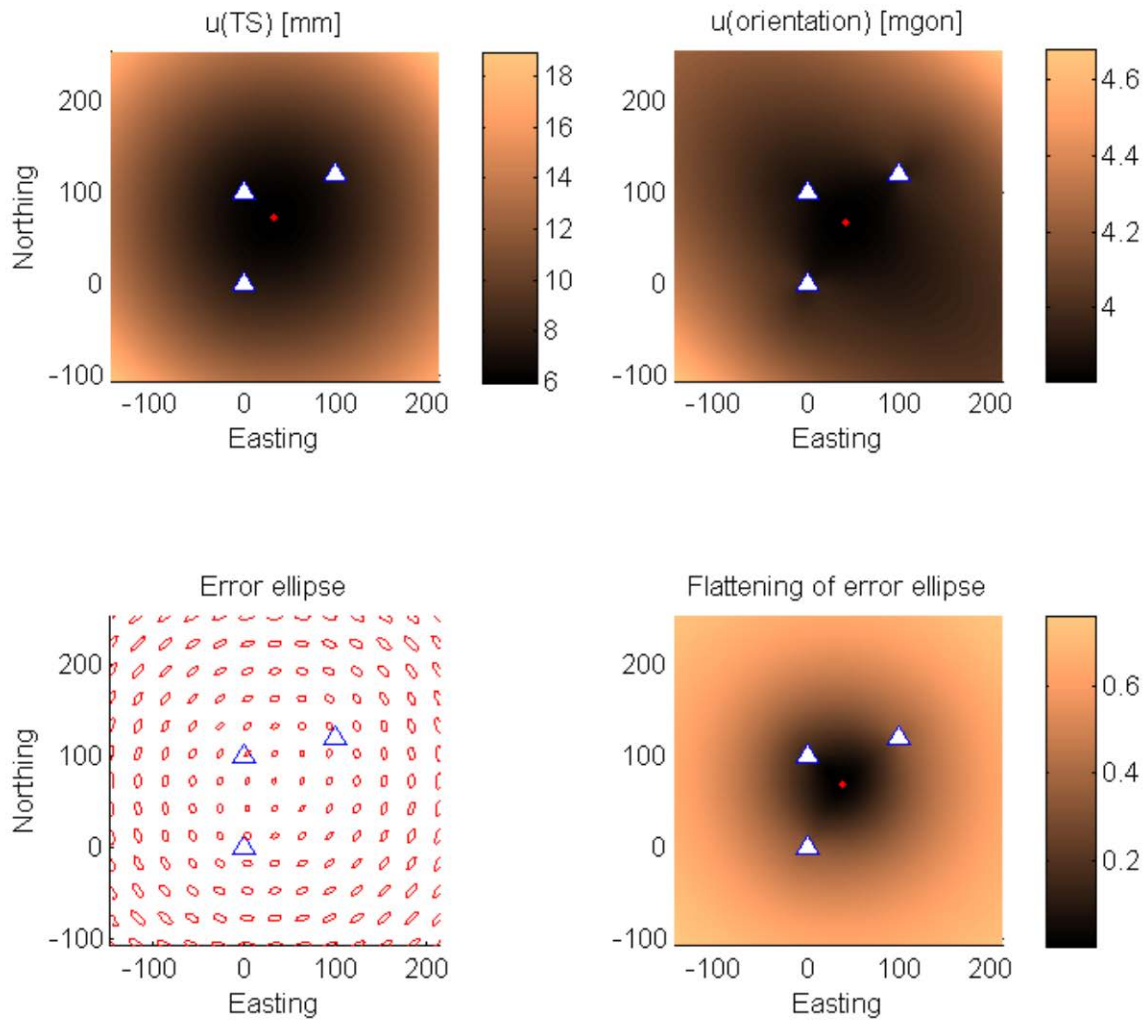 u(TS) [mm]
Northing
200
100
0
-100
-100 0 100 200
Easting
18
16
14
12
10
8
6
u(orientation) [mgon]
200
100
0
-100
-100 0 100 200
Easting
4.6
4.4
4.2
4
Error ellipse
Northing
200
100
0
-100
-100 0 100 200
Easting
Flattening of error ellipse
200
100
0
-100
-100 0 100 200
Easting
0.6
0.4
0.2